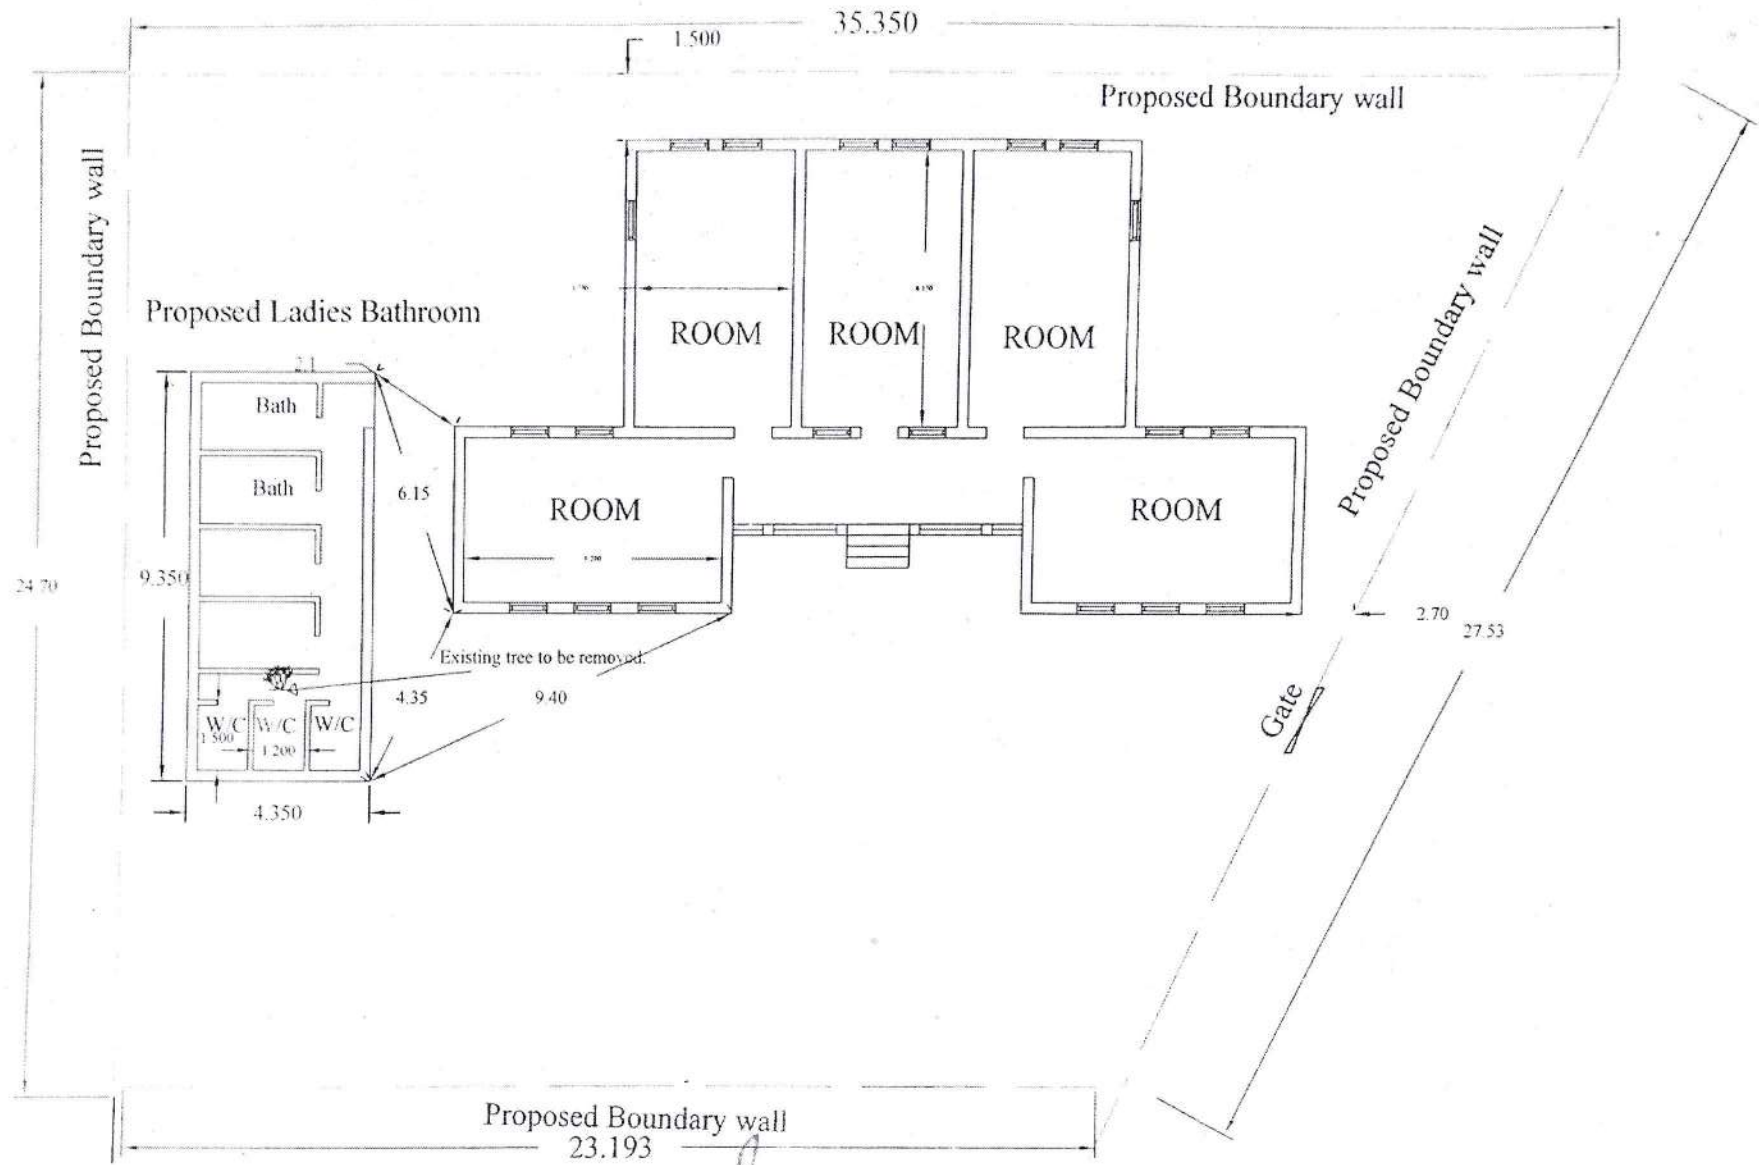 35.350
1.500
Proposed Boundary wall
Proposed Boundary wall
Proposed Boundary wall
Proposed Ladies Bathroom
ROOM
ROOM
ROOM
2.1
Bath
Bath
6.15
ROOM
ROOM
5.200
24.70
9.350
2.70
27.53
Existing tree to be removed.
4.35
9.40
Gate
W/C
W/C
W/C
1.500
1.200
4.350
Proposed Boundary wall
23.193